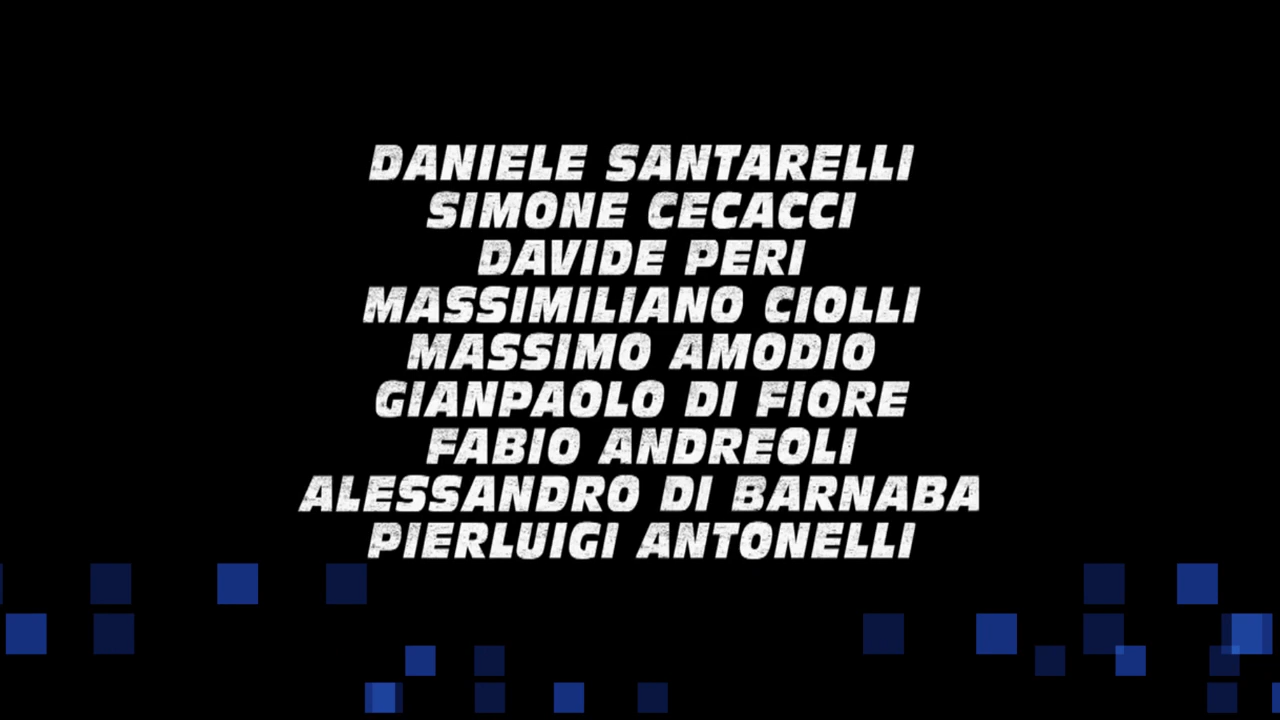 DANIELE SANTARELLI
SIMONE CECACCI
DAVIDE PERI
MASSIMILIANO CIOLLI
MASSIMO AMODIO
GIANPAOLO DI FIORE
FABIO ANDREOLI
ALESSANDRO DI BARNABA
PIERLUIGI ANTONELLI